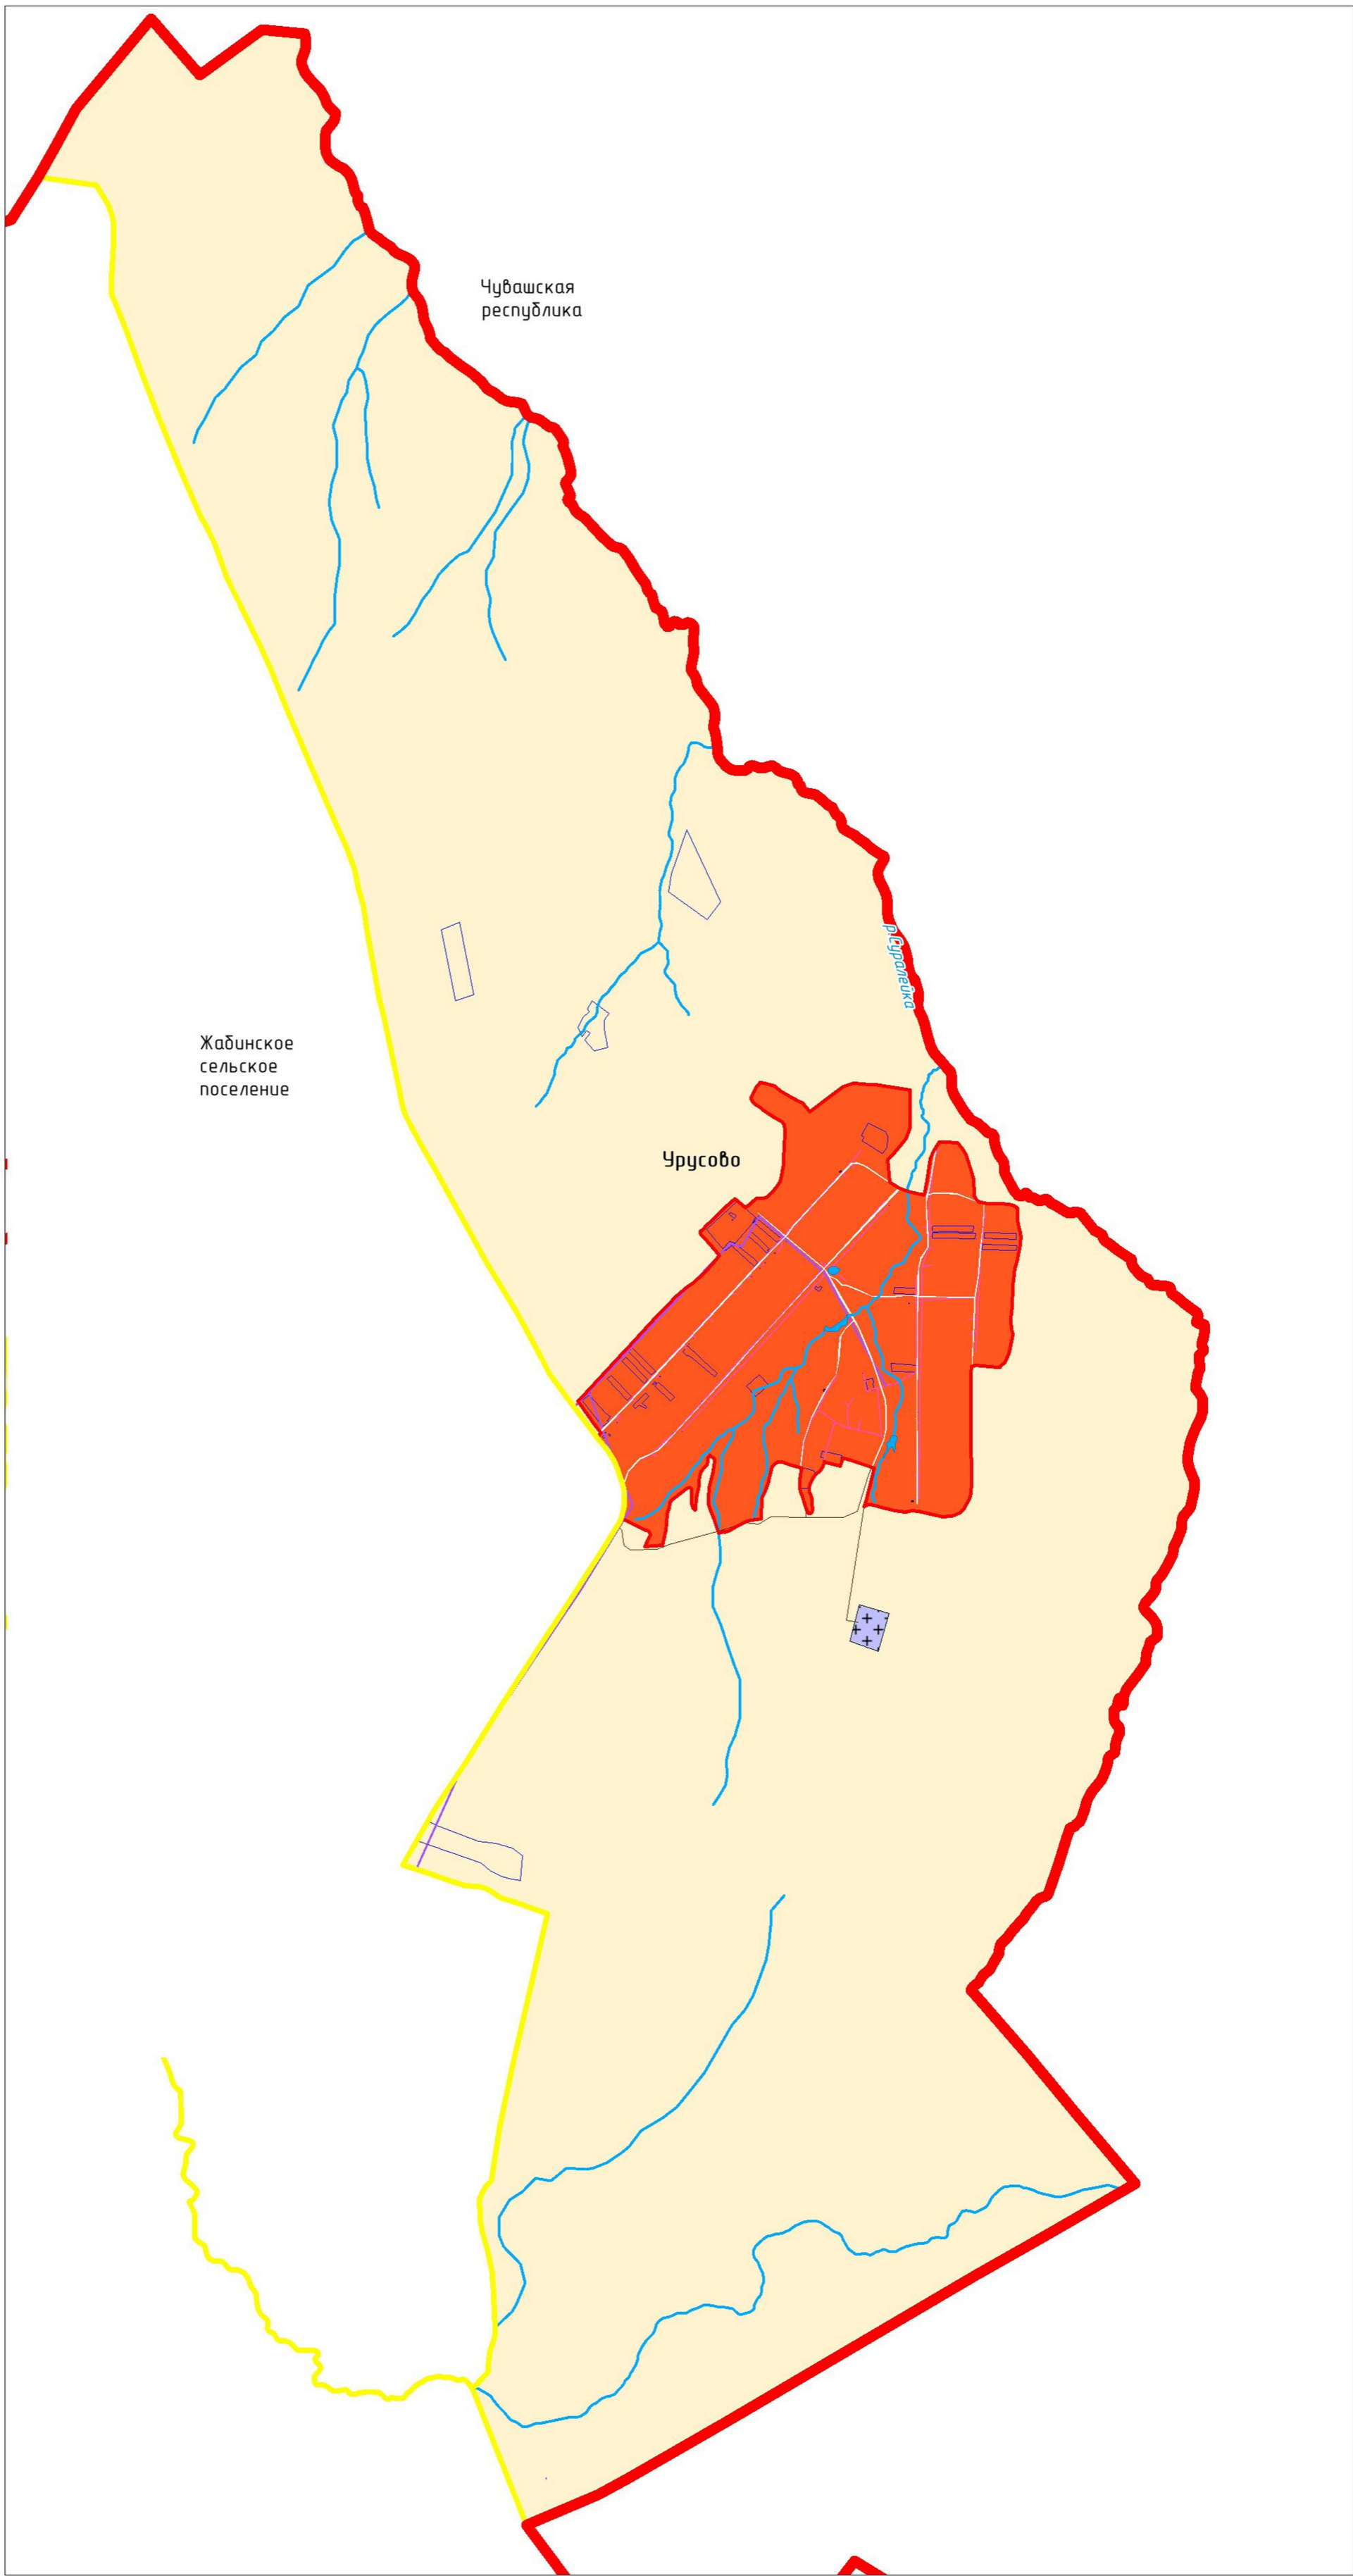 Чувашская
республика
р.Суралейка
Жабинское
сельское
поселение
Урусово